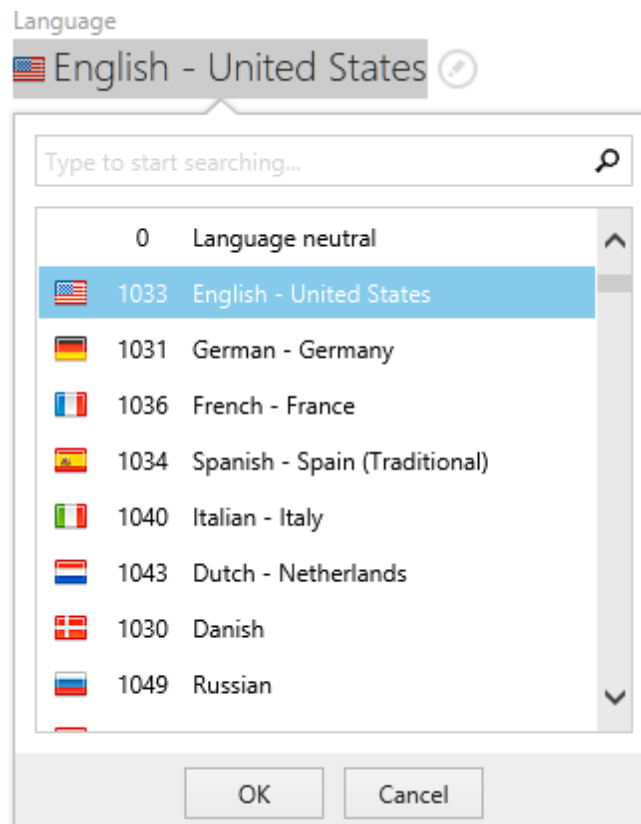 Language
English - United States
Type to start searching...
0 Language neutral
1033 English - United States
1031 German - Germany
1036 French - France
1034 Spanish - Spain (Traditional)
1040 Italian - Italy
1043 Dutch - Netherlands
1030 Danish
1049 Russian
OK Cancel